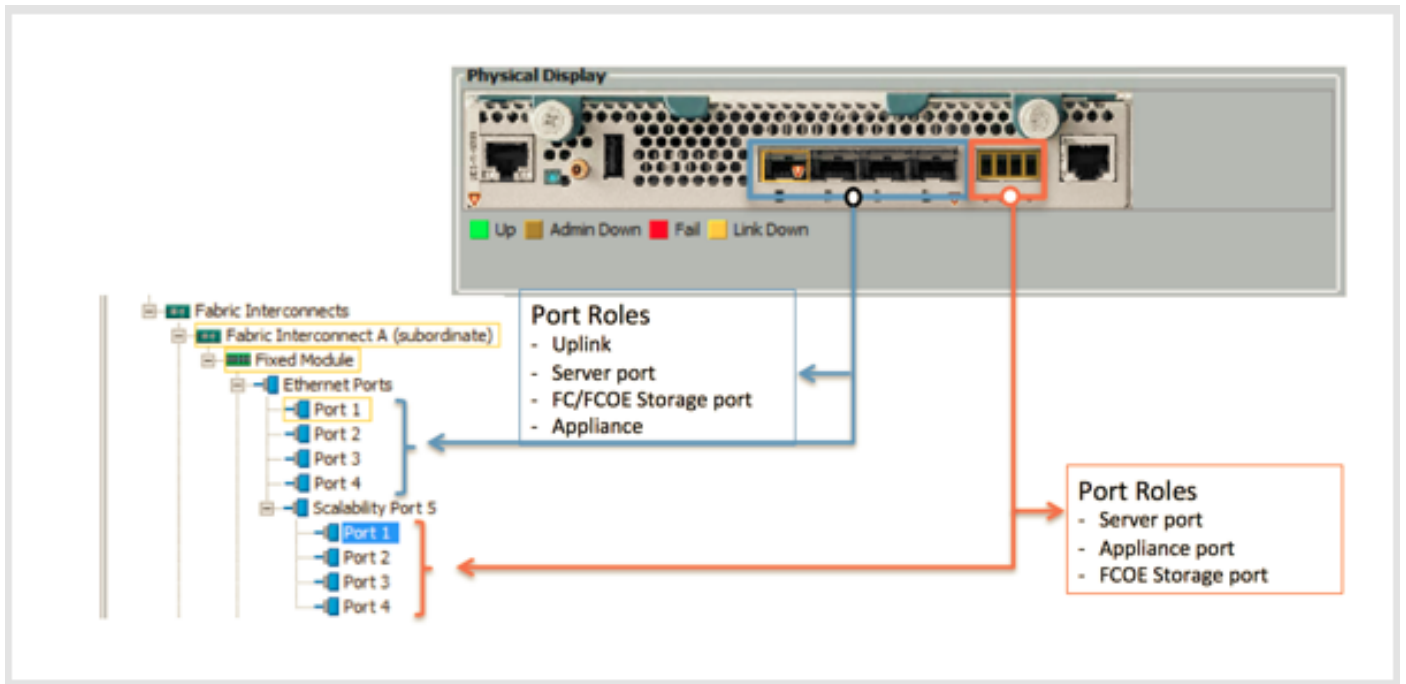 Physical Display
Up Admin Down Fail Link Down
Fabric Interconnects
Fabric Interconnect A (subordinate)
Fixed Module
Ethernet Ports
Port 1
Port 2
Port 3
Port 4
Scalability Port 5
Port 1
Port 2
Port 3
Port 4
Port Roles
- Uplink
- Server port
- FC/FCOE Storage port
- Appliance
Port Roles
- Server port
- Appliance port
- FCOE Storage port